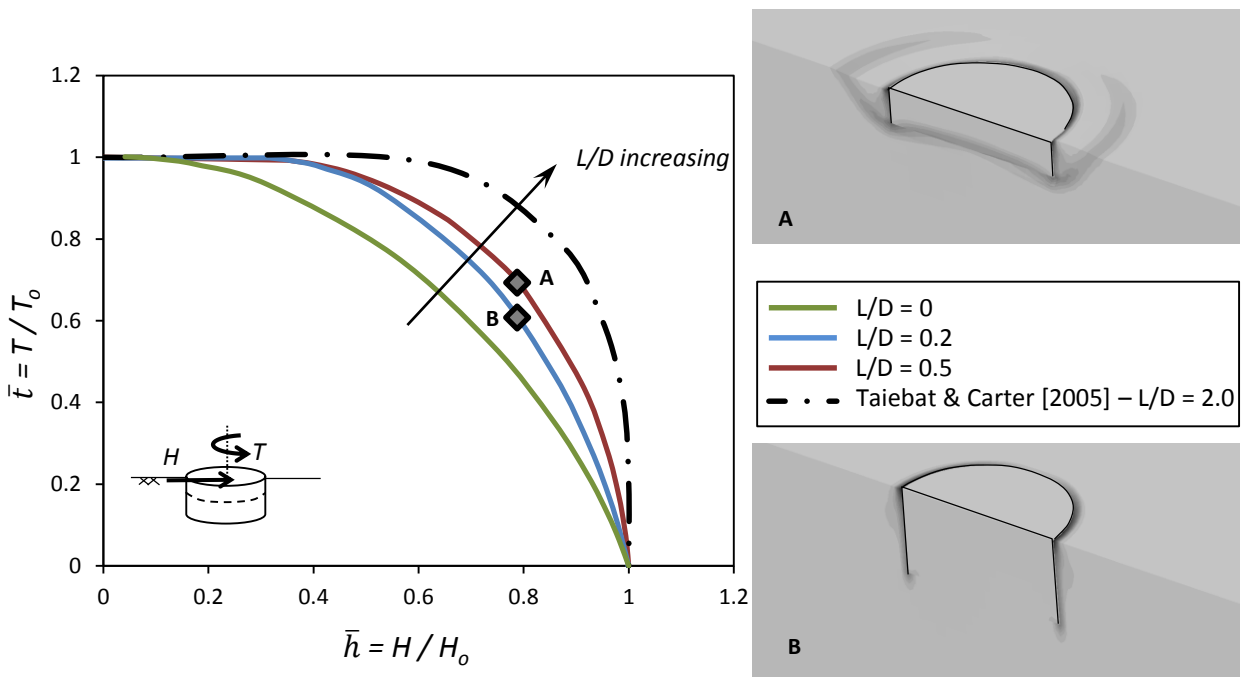 1.2
1
0.8
0.6
0.4
0.2
0
0
0.2
0.4
0.6
0.8
1
1.2
t̄ = T / Tₒ
h̄ = H / Hₒ
L/D increasing
A
B
H
T
A
L/D = 0
L/D = 0.2
L/D = 0.5
Taiebat & Carter [2005] – L/D = 2.0
B